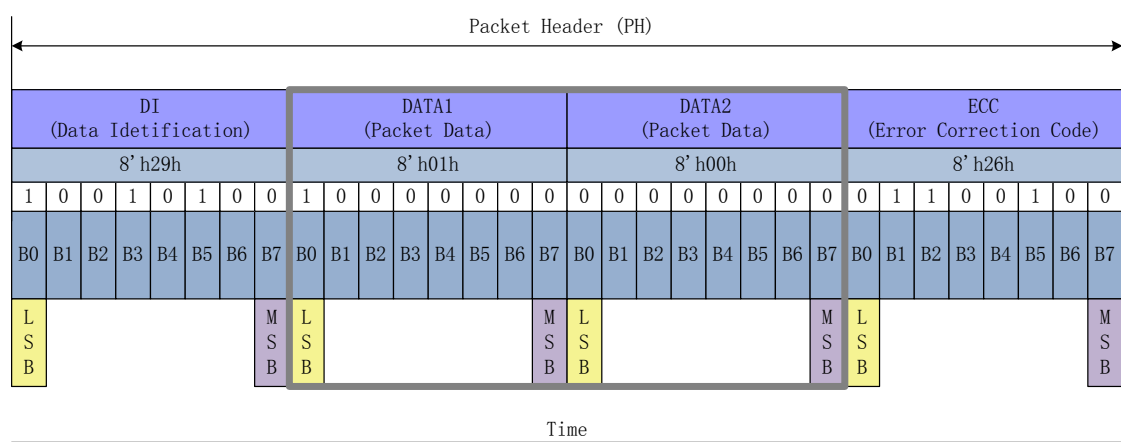 Packet Header (PH)
DI DATA1 DATA2 ECC
(Data Idetification) (Packet Data) (Packet Data) (Error Correction Code)
8'h29h 8'h01h 8'h00h 8'h26h
1 0 0 1 0 1 0 0 1 0 0 0 0 0 0 0 0 0 0 0 0 0 0 0 0 1 1 0 0 1 0 0
B0 B1 B2 B3 B4 B5 B6 B7 B0 B1 B2 B3 B4 B5 B6 B7 B0 B1 B2 B3 B4 B5 B6 B7 B0 B1 B2 B3 B4 B5 B6 B7
L M L M L M L M
S S S S S S S S
B B B B B B B B
Time